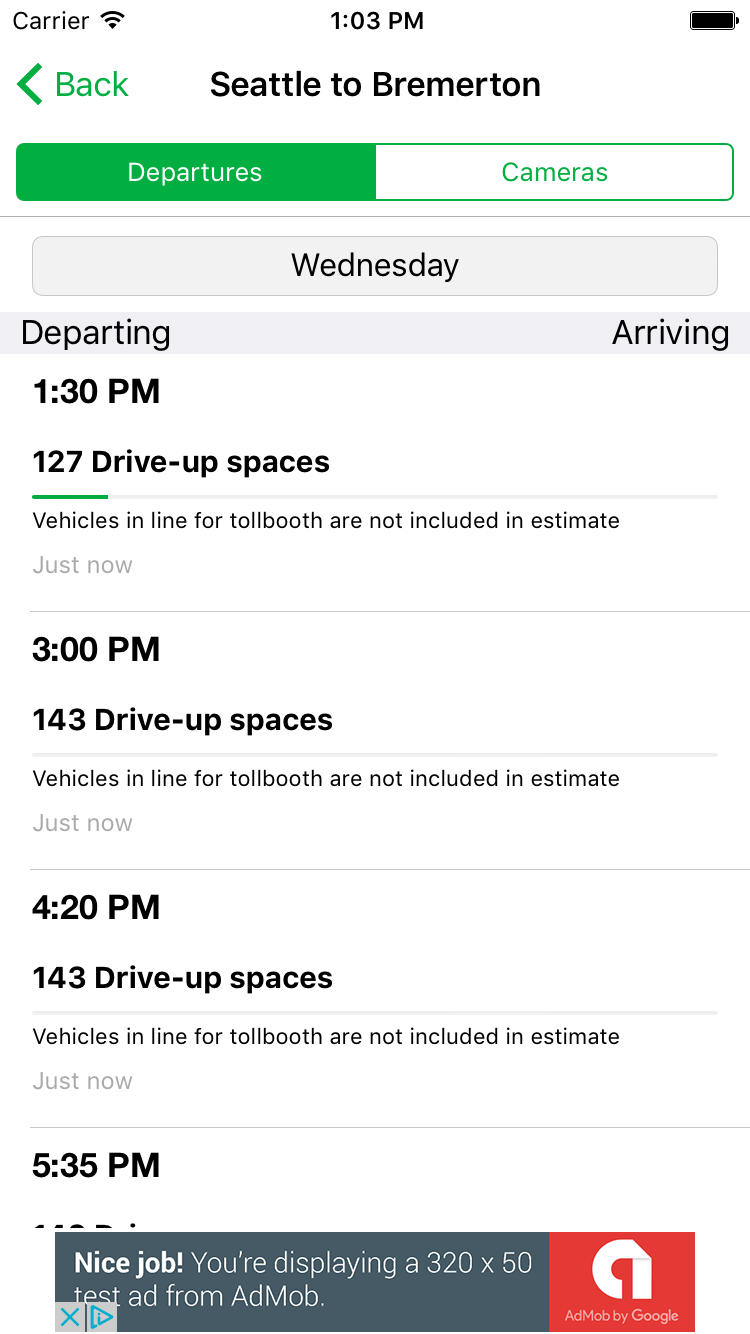 Carrier 1:03 PM
Back Seattle to Bremerton
Departures Cameras
Wednesday
Departing Arriving
1:30 PM
127 Drive-up spaces
Vehicles in line for tollbooth are not included in estimate
Just now
3:00 PM
143 Drive-up spaces
Vehicles in line for tollbooth are not included in estimate
Just now
4:20 PM
143 Drive-up spaces
Vehicles in line for tollbooth are not included in estimate
Just now
5:35 PM
Nice job! You're displaying a 320 x 50
test ad from AdMob.
AdMob by Google